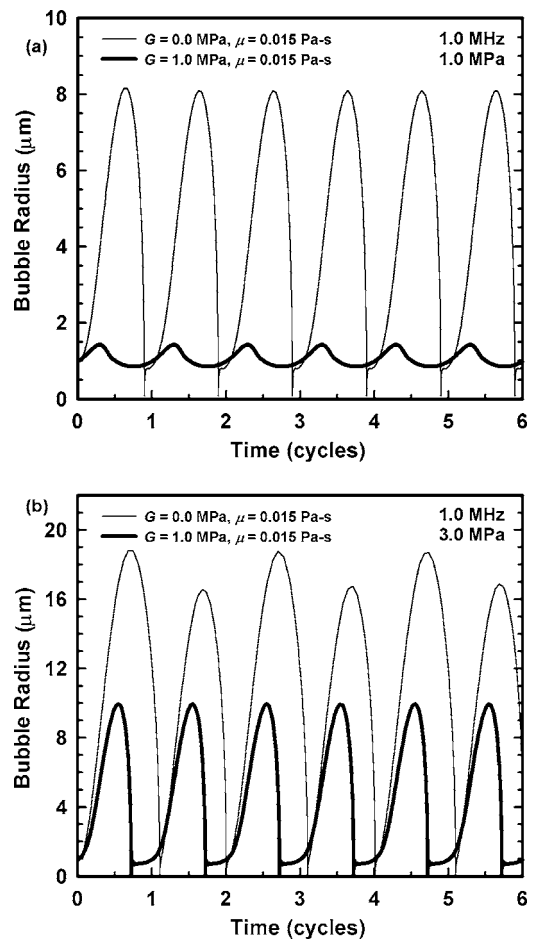 (a)
G = 0.0 MPa, μ = 0.015 Pa-s
G = 1.0 MPa, μ = 0.015 Pa-s
1.0 MHz
1.0 MPa
10
8
6
4
2
0
Bubble Radius (μm)
0 1 2 3 4 5 6
Time (cycles)
(b)
G = 0.0 MPa, μ = 0.015 Pa-s
G = 1.0 MPa, μ = 0.015 Pa-s
1.0 MHz
3.0 MPa
20
16
12
8
4
0
Bubble Radius (μm)
0 1 2 3 4 5 6
Time (cycles)